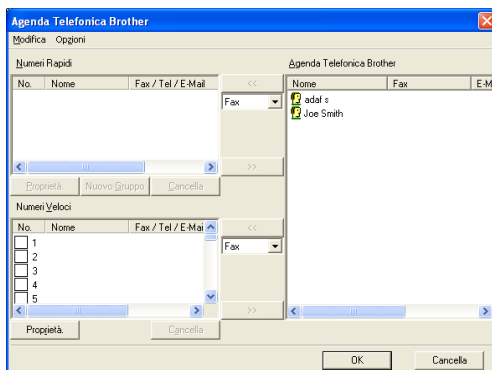 Agenda Telefonica Brother
Modifica Opzioni
Numeri Rapidi
No. Nome Fax / Tel / E-Mail
<<
Fax
>>
Proprietà Nuovo Gruppo Cancella
Numeri Veloci
No. Nome Fax / Tel / E-Mai
1
2
3
4
5
<<
Fax
>>
Proprietà. Cancella
Agenda Telefonica Brother
Nome Fax E-M
adaf s
Joe Smith
OK Cancella